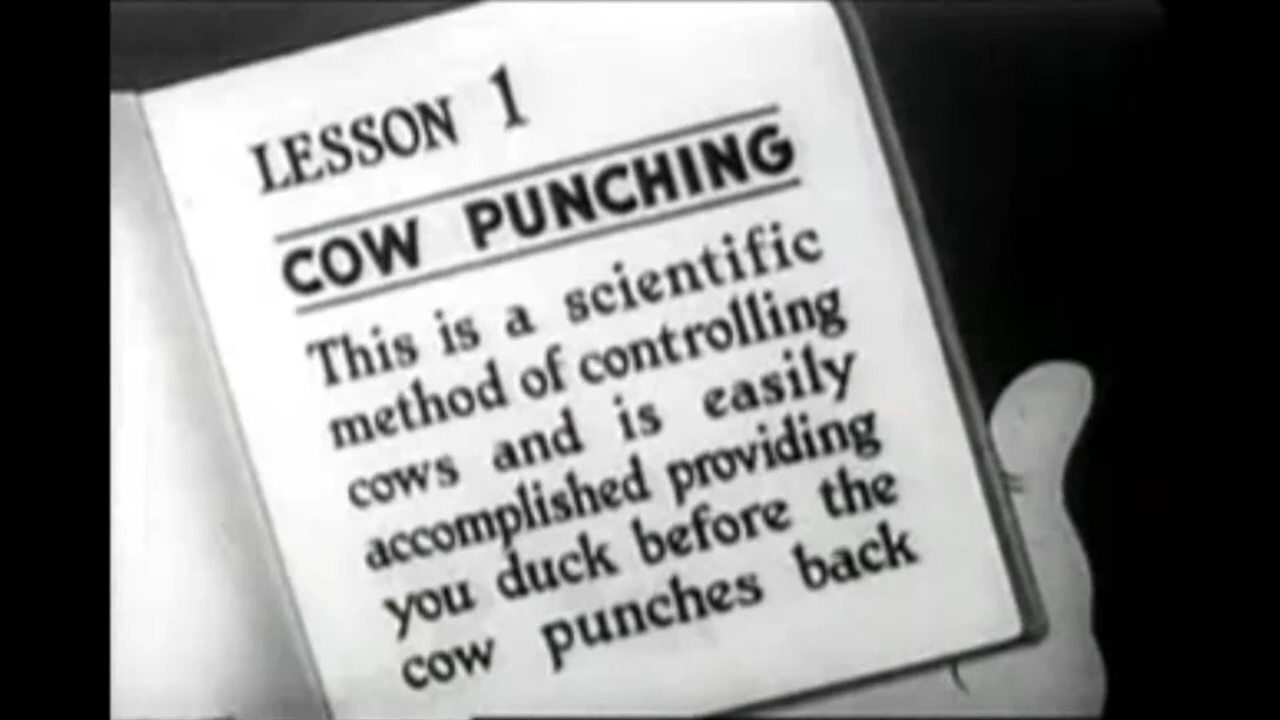 LESSON 1
COW PUNCHING
This is a scientific
method of controlling
cows and is easily
accomplished providing
you duck before the
cow punches back